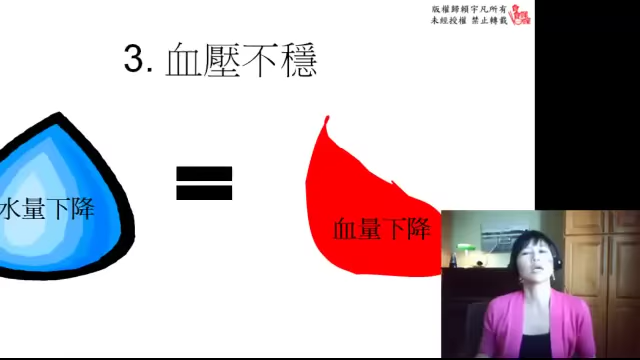 版權歸賴宇凡所有
未經授權 禁止轉載
3. 血壓不穩
水量下降
血量下降